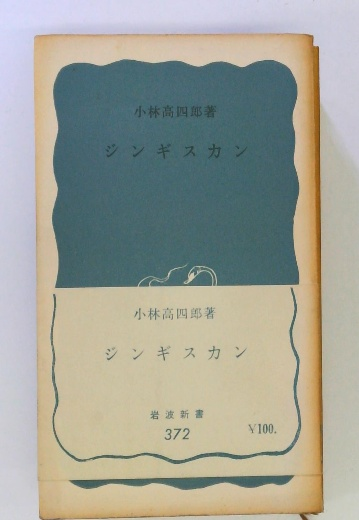 小林高四郎著
ジンギスカン
小林高四郎著
ジンギスカン
岩波新書
372
¥100.